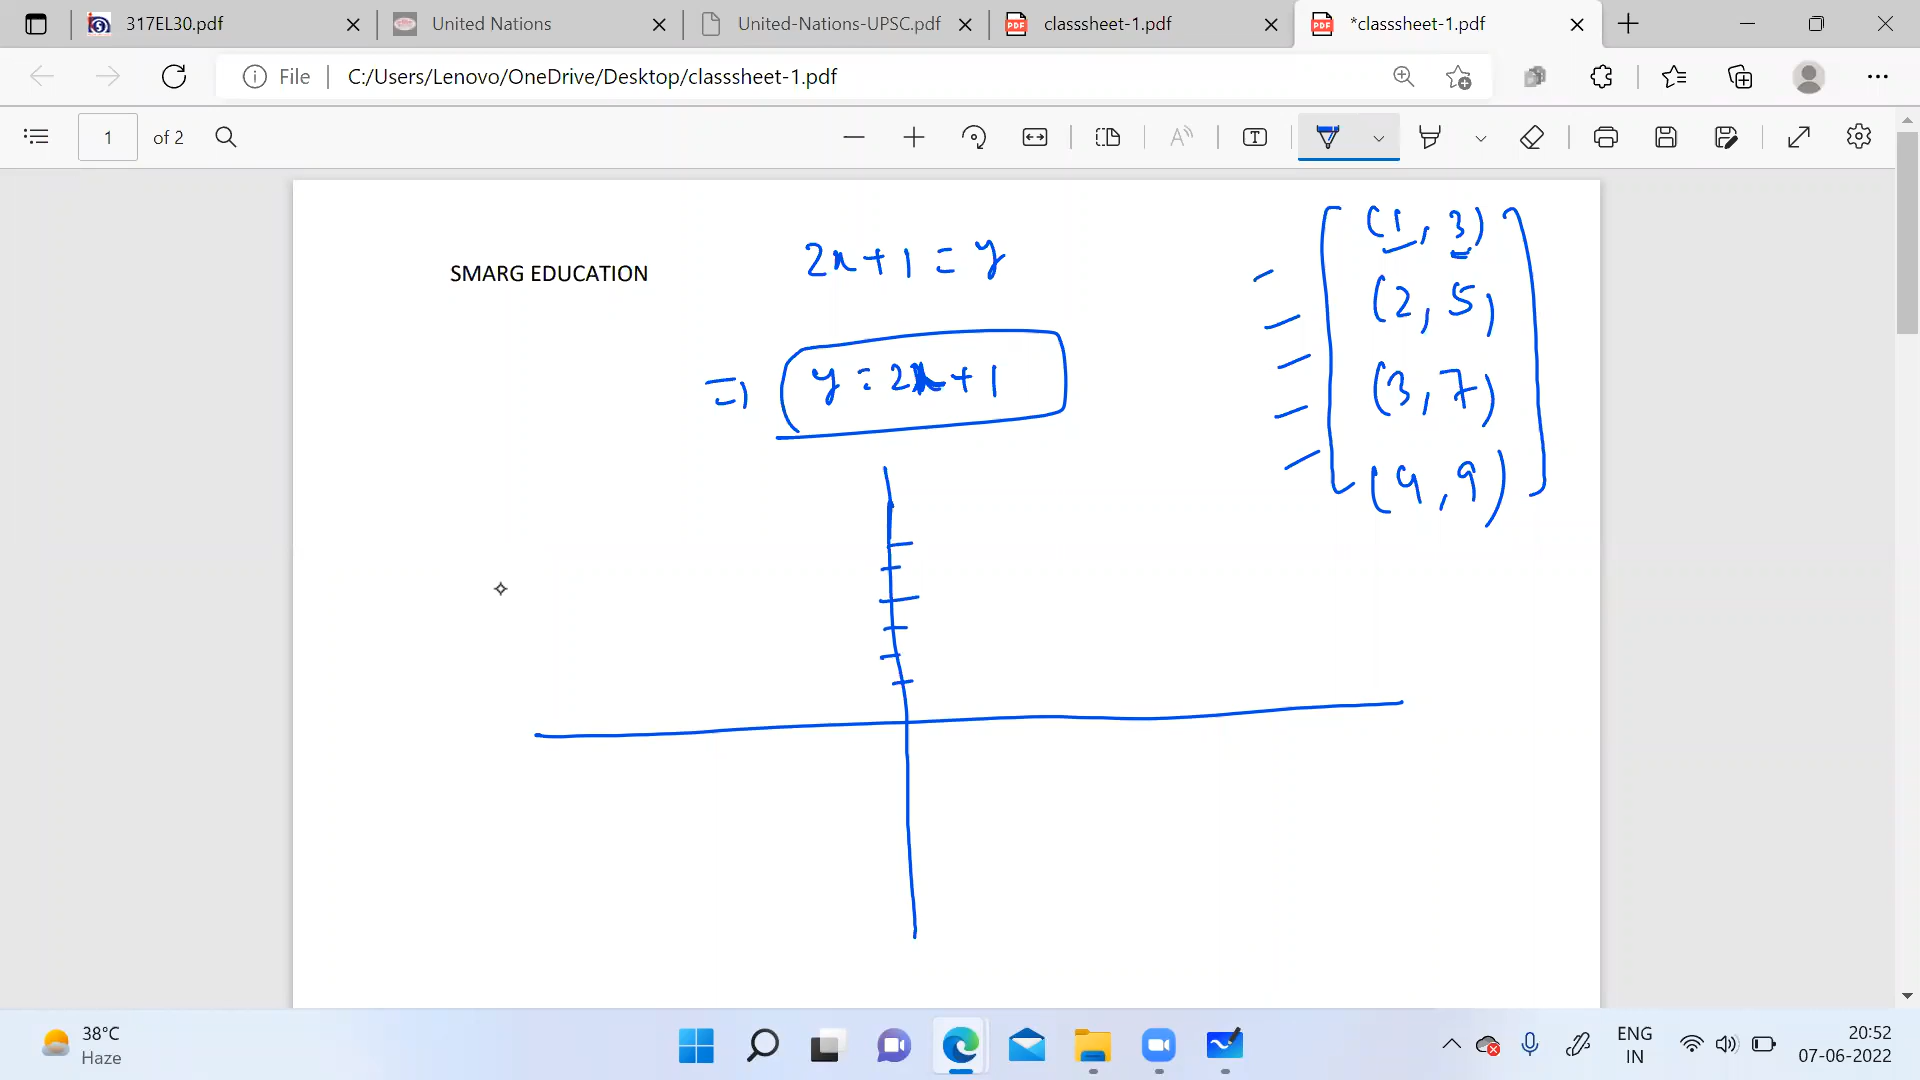 317EL30.pdf
United Nations
United-Nations-UPSC.pdf
classsheet-1.pdf
*classsheet-1.pdf
File
C:/Users/Lenovo/OneDrive/Desktop/classsheet-1.pdf
1 of 2
SMARG EDUCATION
2x+1=y
⇒ y=2x+1
(1, 3)
(2, 5)
(3, 7)
(4, 9)
38°C
Haze
ENG
IN
20:52
07-06-2022